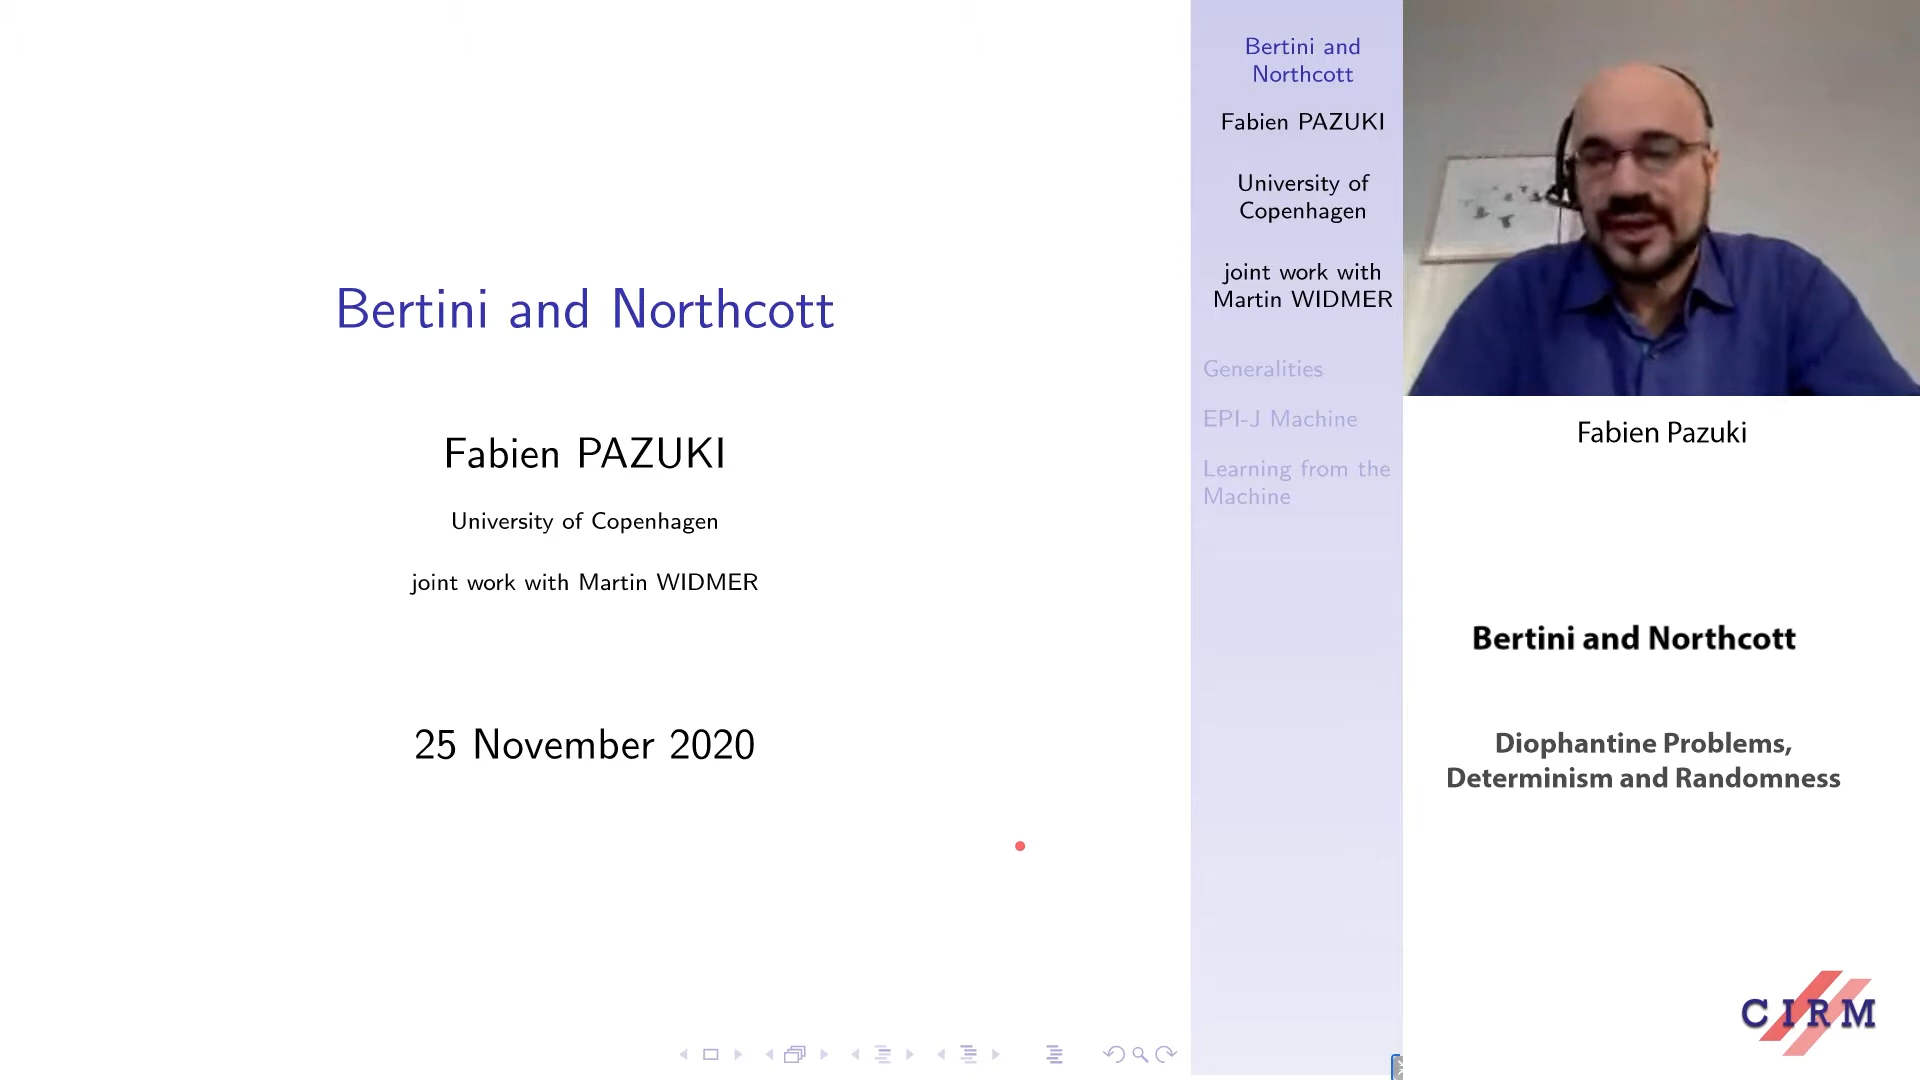 Bertini and Northcott
Fabien PAZUKI
University of Copenhagen
joint work with Martin WIDMER
25 November 2020
Bertini and
Northcott
Fabien PAZUKI
University of
Copenhagen
joint work with
Martin WIDMER
Generalities
EPI-J Machine
Learning from the
Machine
Fabien Pazuki
Bertini and Northcott
Diophantine Problems,
Determinism and Randomness
CIRM